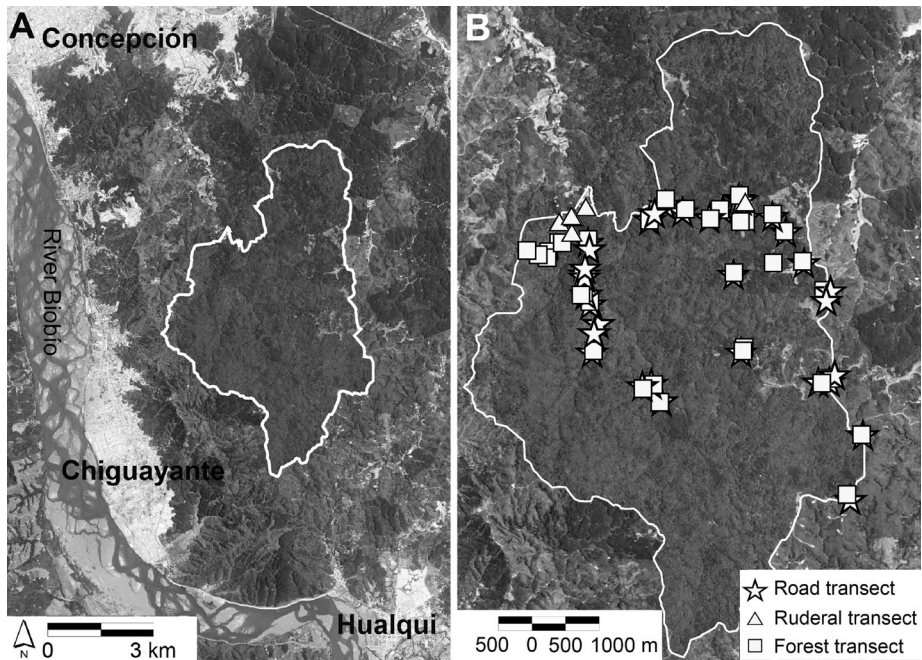 A
Concepción
River Biobío
Chiguayante
Hualqui
N
0 3 km
B
Road transect
Ruderal transect
Forest transect
500 0 500 1000 m